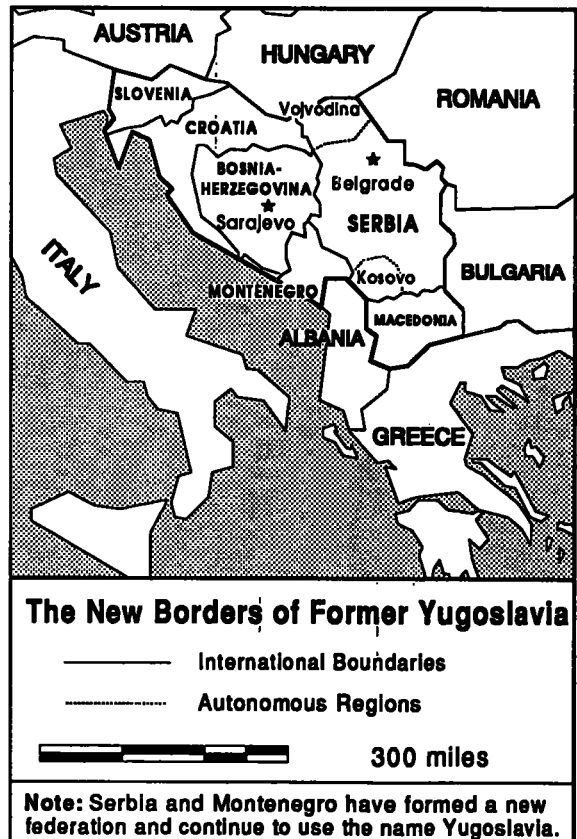 AUSTRIA
HUNGARY
ROMANIA
SLOVENIA
Vojvodina
CROATIA
BOSNIA-
HERZEGOVINA
Belgrade
Sarajevo
SERBIA
ITALY
BULGARIA
Kosovo
MONTENEGRO
MACEDONIA
ALBANIA
GREECE
The New Borders of Former Yugoslavia
International Boundaries
Autonomous Regions
300 miles
Note: Serbia and Montenegro have formed a new
federation and continue to use the name Yugoslavia.